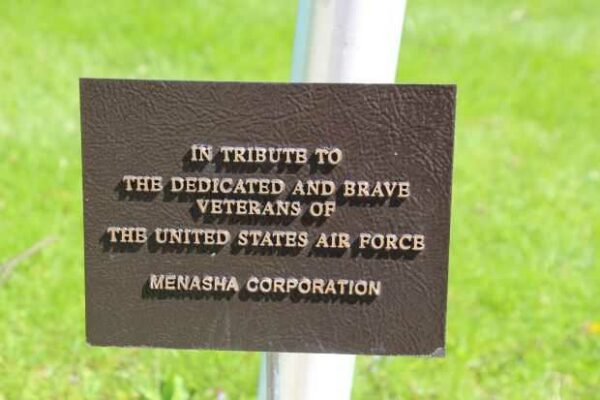 IN TRIBUTE TO
THE DEDICATED AND BRAVE
VETERANS OF
THE UNITED STATES AIR FORCE
MENASHA CORPORATION